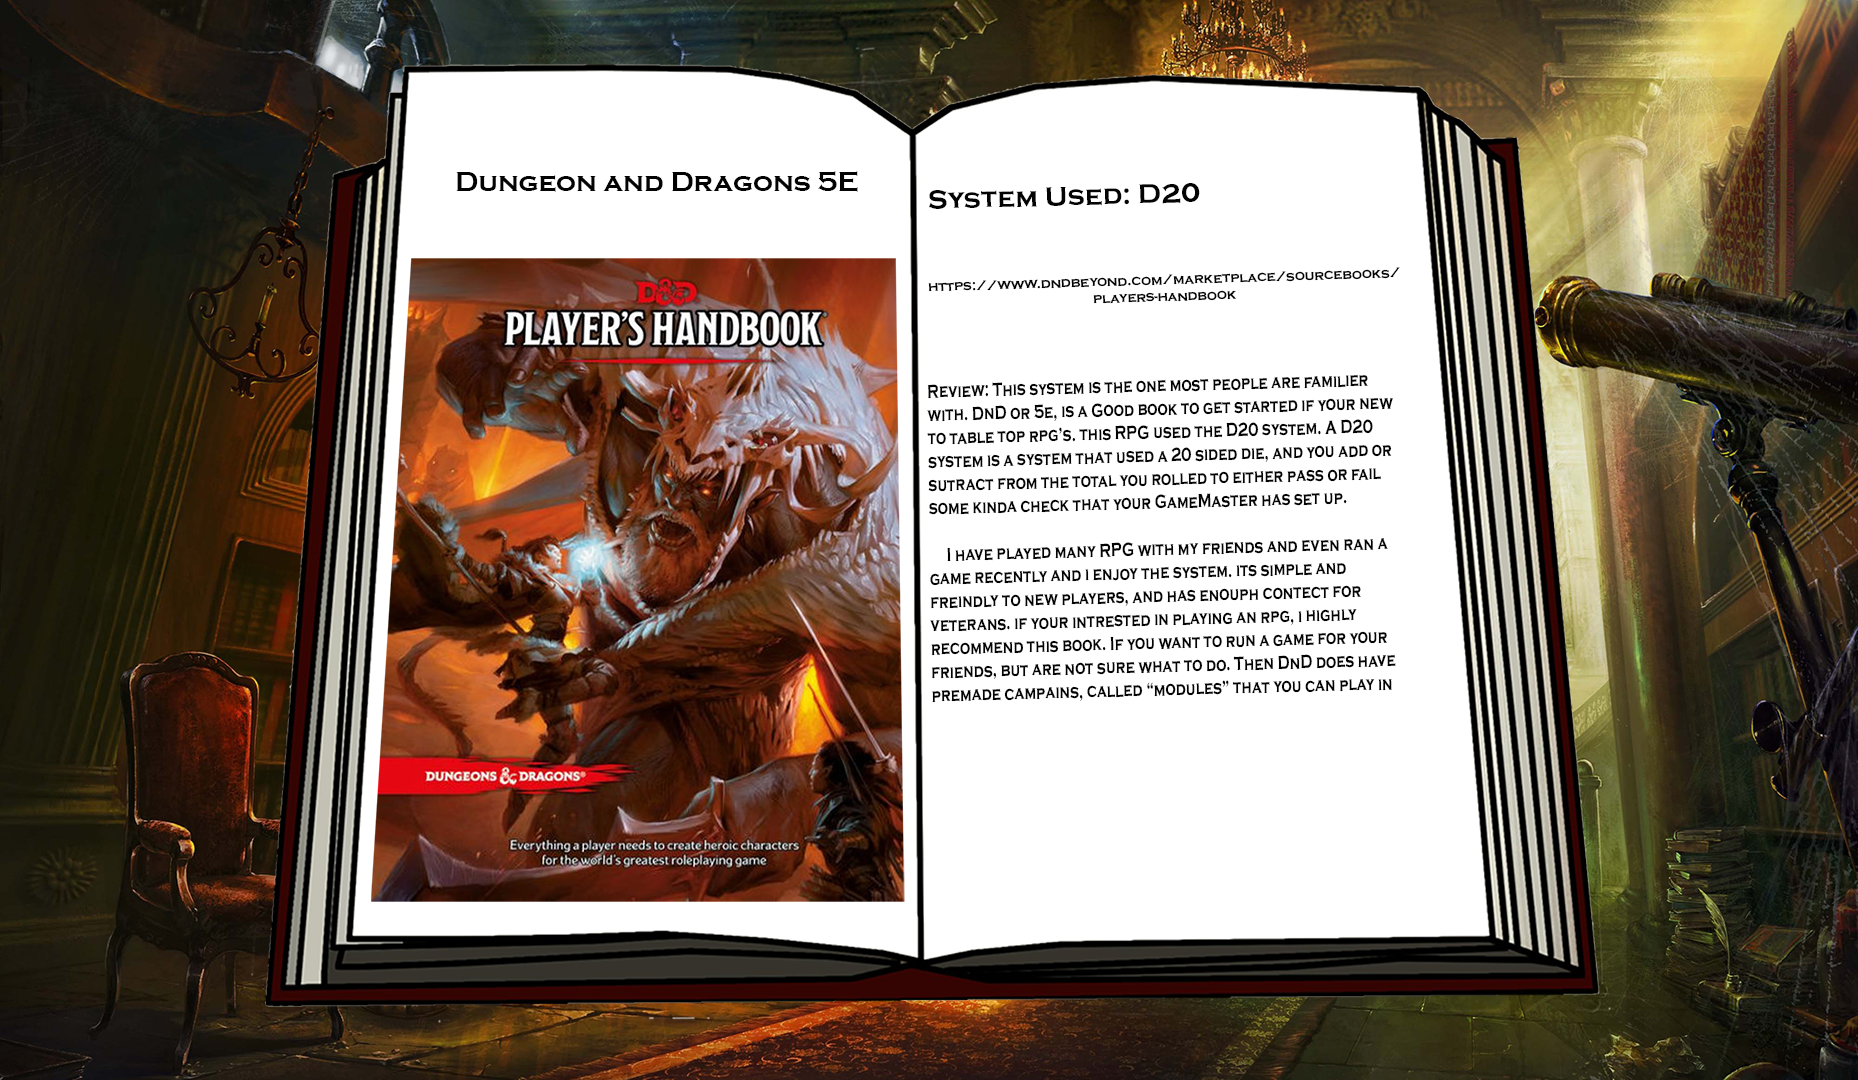 Dungeon and Dragons 5E
D&D
PLAYER'S HANDBOOK
DUNGEONS & DRAGONS®
Everything a player needs to create heroic characters
for the world's greatest roleplaying game
System Used: D20
https://www.dndbeyond.com/marketplace/sourcebooks/
players-handbook
Review: This system is the one most people are familier
with. DnD or 5e, is a Good book to get started if your new
to table top rpg's. this RPG used the D20 system. A D20
system is a system that used a 20 sided die, and you add or
sutract from the total you rolled to either pass or fail
some kinda check that your GameMaster has set up.
I have played many RPG with my friends and even ran a
game recently and i enjoy the system. its simple and
freindly to new players, and has enouph contect for
veterans. if your intrested in playing an rpg, i highly
recommend this book. If you want to run a game for your
friends, but are not sure what to do. Then DnD does have
premade campains, called “modules” that you can play in